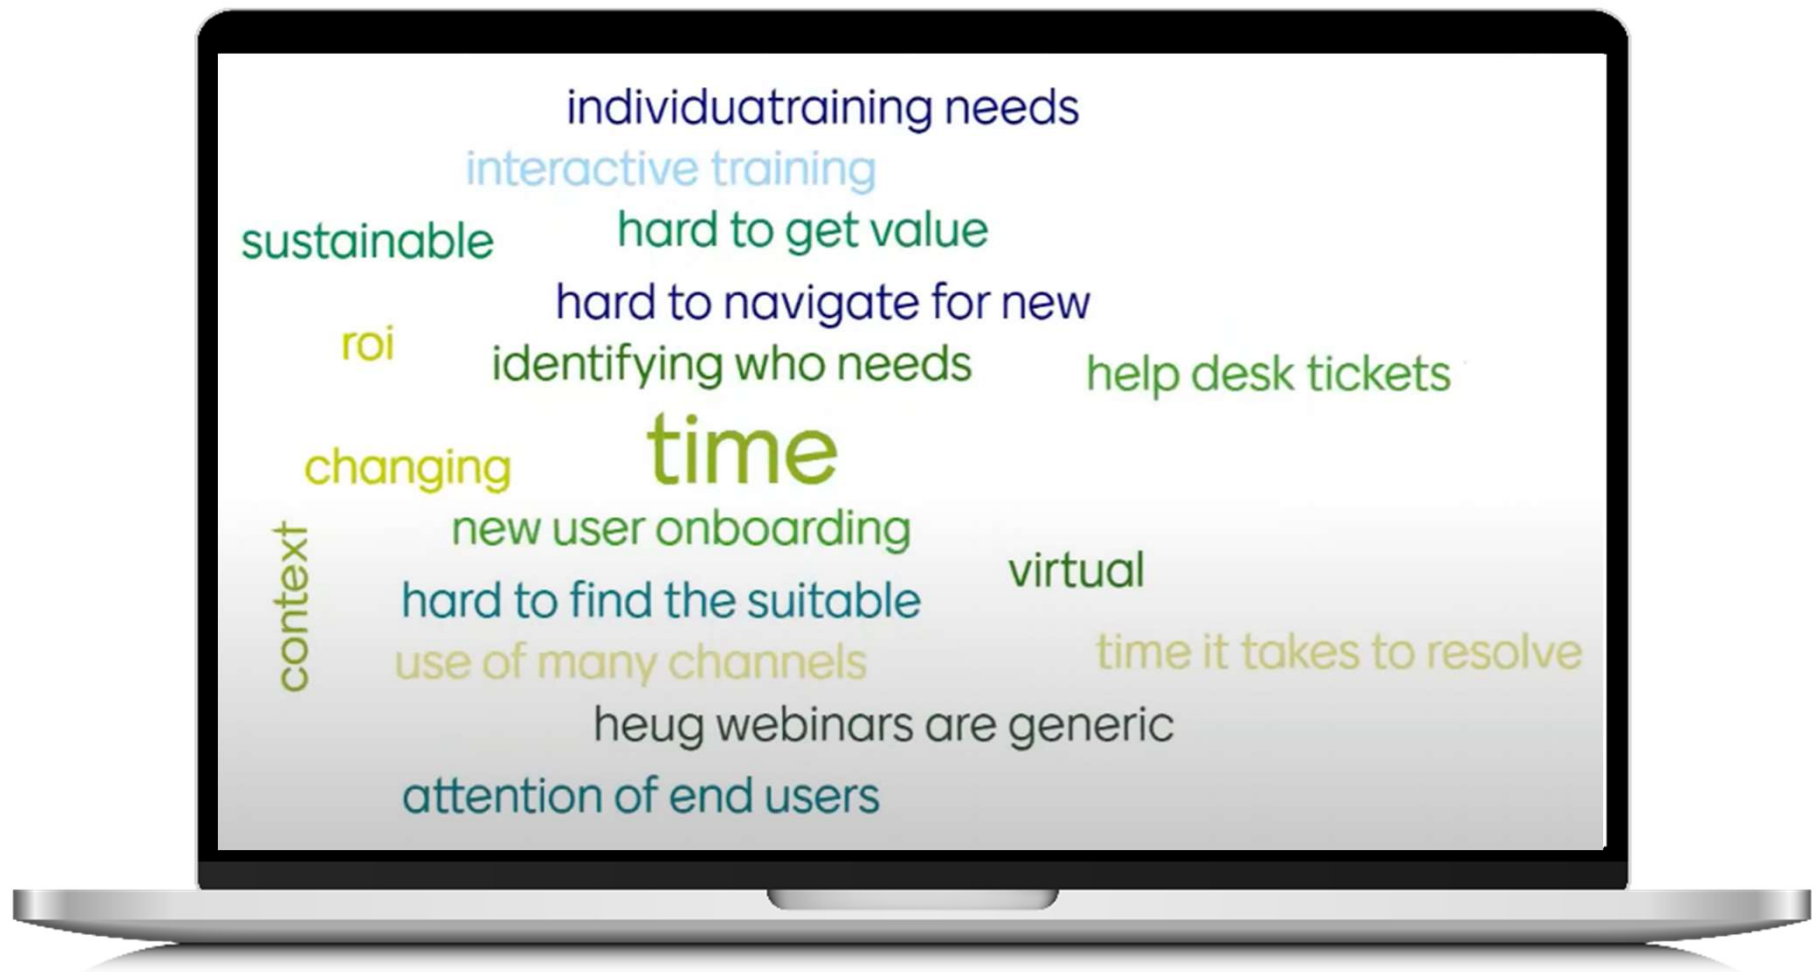 individuatraining needs
interactive training
sustainable
hard to get value
hard to navigate for new
roi
identifying who needs
help desk tickets
changing
time
new user onboarding
context
virtual
hard to find the suitable
use of many channels
time it takes to resolve
heug webinars are generic
attention of end users